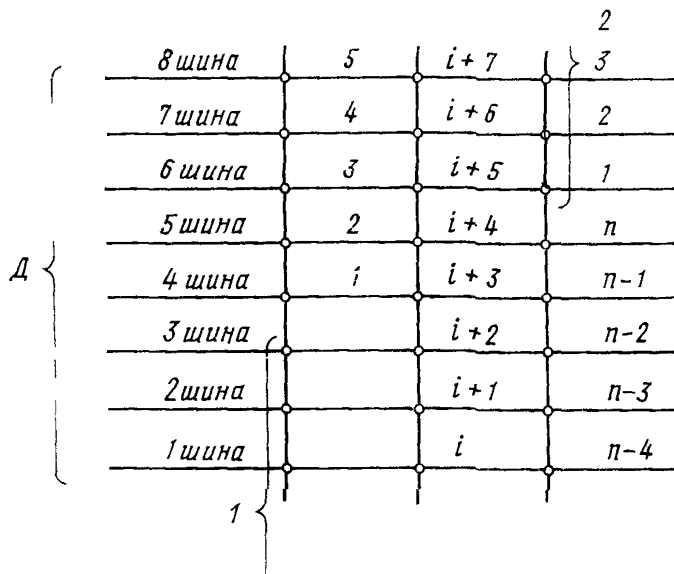 2
8 шина 5 i+7 3
7 шина 4 i+6 2
6 шина 3 i+5 1
5 шина 2 i+4 n
Д 4 шина 1 i+3 n-1
3 шина i+2 n-2
2 шина i+1 n-3
1 шина i n-4
1